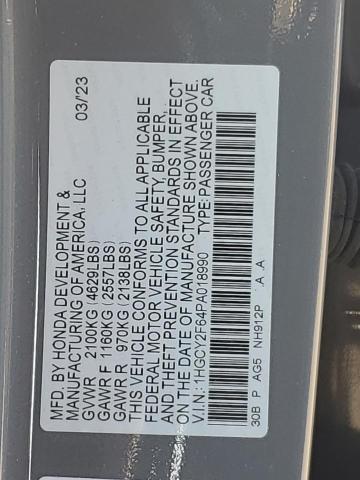 MFD. BY HONDA DEVELOPMENT &
MANUFACTURING OF AMERICA, LLC 03/23
GVWR 2100KG (4629LBS)
GAWR F 1160KG (2557LBS)
GAWR R 970KG (2138LBS)
THIS VEHICLE CONFORMS TO ALL APPLICABLE
FEDERAL MOTOR VEHICLE SAFETY, BUMPER,
AND THEFT PREVENTION STANDARDS IN EFFECT
ON THE DATE OF MANUFACTURE SHOWN ABOVE.
V.I.N.: 1HGCY2F64PA018990 TYPE: PASSENGER CAR
30B P AG5 NH912P .A .A